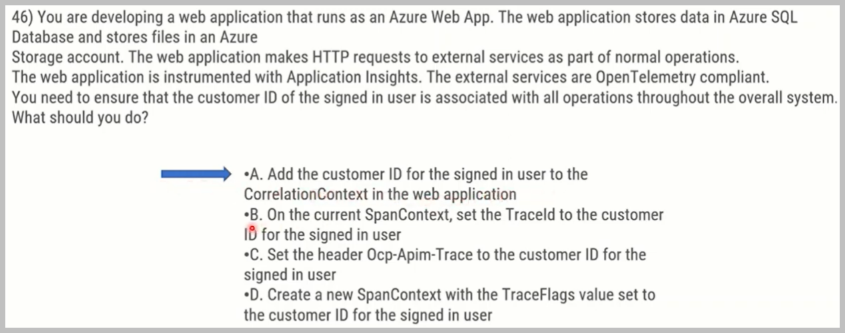 46) You are developing a web application that runs as an Azure Web App. The web application stores data in Azure SQL
Database and stores files in an Azure
Storage account. The web application makes HTTP requests to external services as part of normal operations.
The web application is instrumented with Application Insights. The external services are OpenTelemetry compliant.
You need to ensure that the customer ID of the signed in user is associated with all operations throughout the overall system.
What should you do?
•A. Add the customer ID for the signed in user to the
CorrelationContext in the web application
•B. On the current SpanContext, set the TraceId to the customer
ID for the signed in user
•C. Set the header Ocp-Apim-Trace to the customer ID for the
signed in user
•D. Create a new SpanContext with the TraceFlags value set to
the customer ID for the signed in user